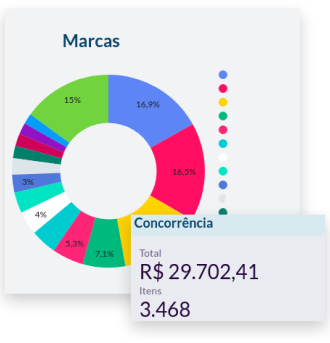 Marcas
15%
16,9%
16,5%
3%
4%
5,3%
7,1%
Concorrência
Total
R$ 29.702,41
Itens
3.468